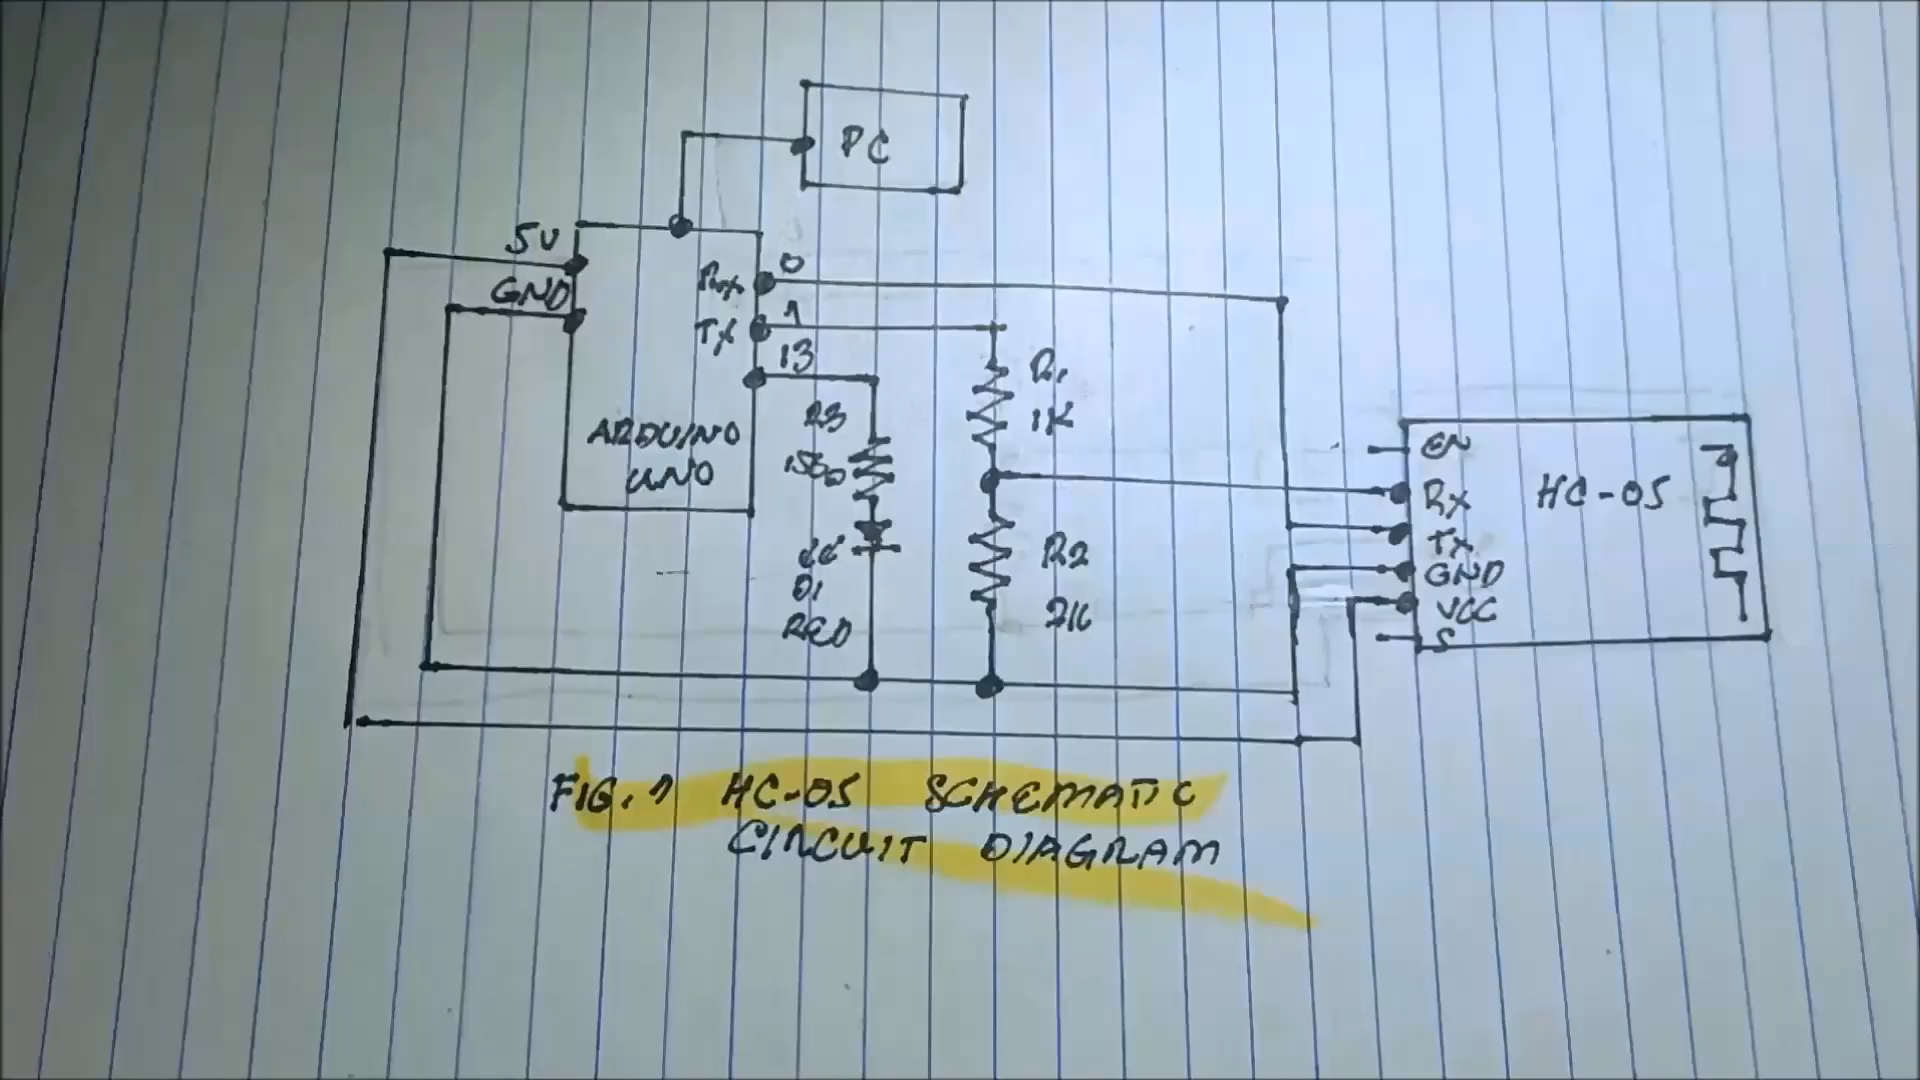 PC
5V
GND
Rx
0
TX
1
13
ARDUINO
UNO
R3
R1
1K
R2
2K
D1
RED
EN
RX
TX
GND
VCC
S
HC-05
FIG. 1 HC-05 SCHEMATIC
CIRCUIT DIAGRAM